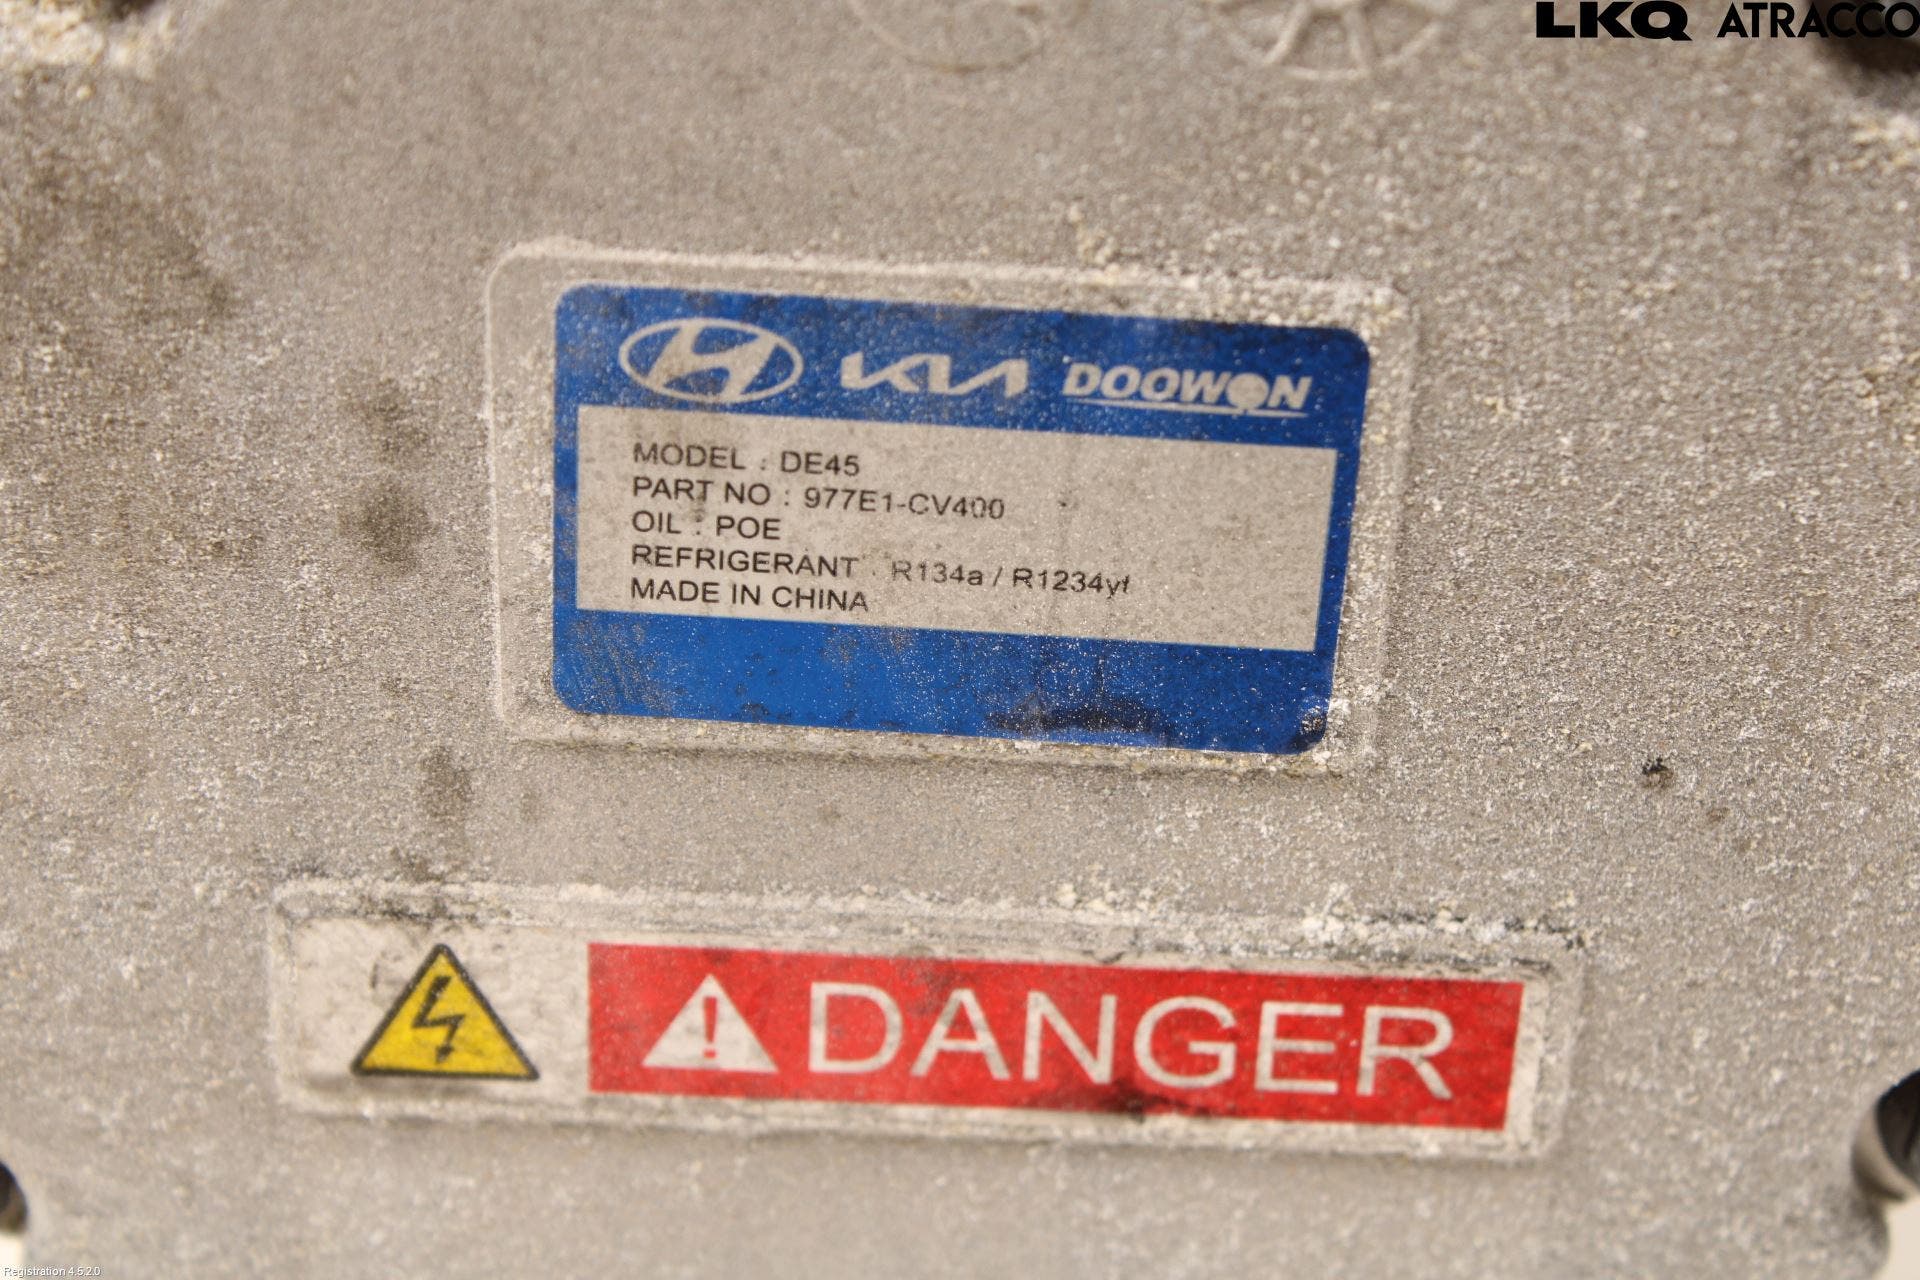 LKQ ATRACCO
KIA DOOWON
MODEL : DE45
PART NO : 977E1-CV400
OIL : POE
REFRIGERANT : R134a / R1234yf
MADE IN CHINA
DANGER
Registration 4.5.2.0